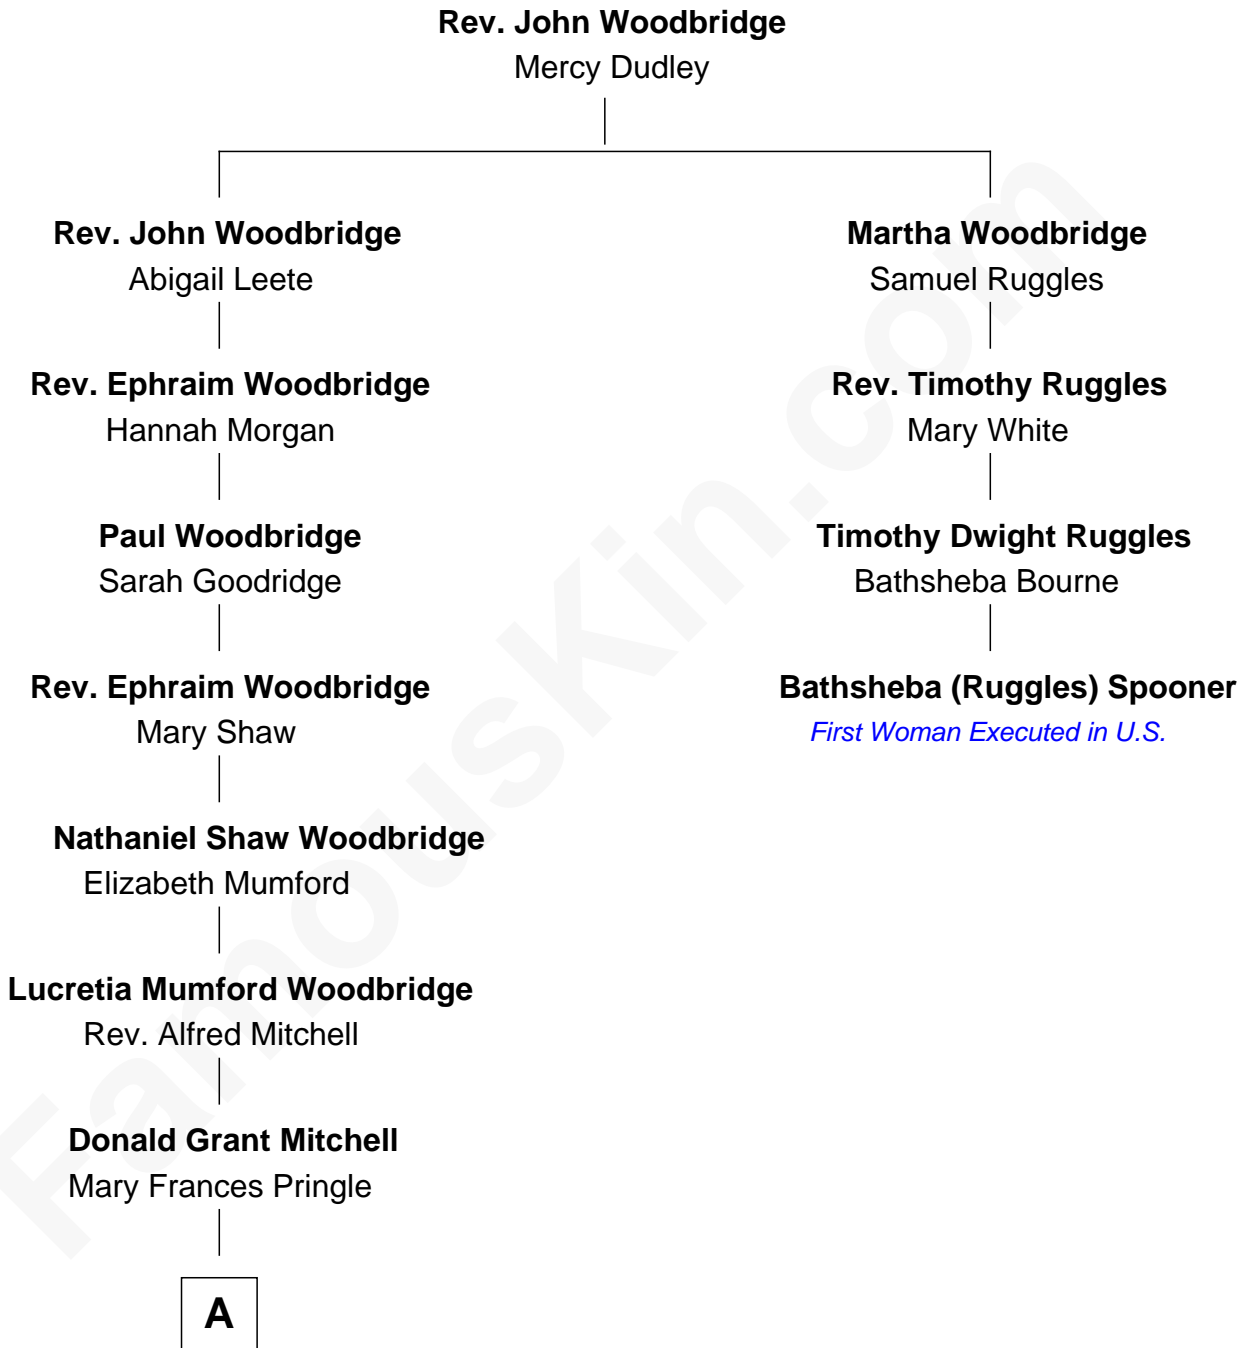 Rev. John Woodbridge
Mercy Dudley
Rev. John Woodbridge
Abigail Leete
Martha Woodbridge
Samuel Ruggles
Rev. Ephraim Woodbridge
Hannah Morgan
Rev. Timothy Ruggles
Mary White
Paul Woodbridge
Sarah Goodridge
Timothy Dwight Ruggles
Bathsheba Bourne
Rev. Ephraim Woodbridge
Mary Shaw
Bathsheba (Ruggles) Spooner
First Woman Executed in U.S.
Nathaniel Shaw Woodbridge
Elizabeth Mumford
Lucretia Mumford Woodbridge
Rev. Alfred Mitchell
Donald Grant Mitchell
Mary Frances Pringle
A
FamousKin.com